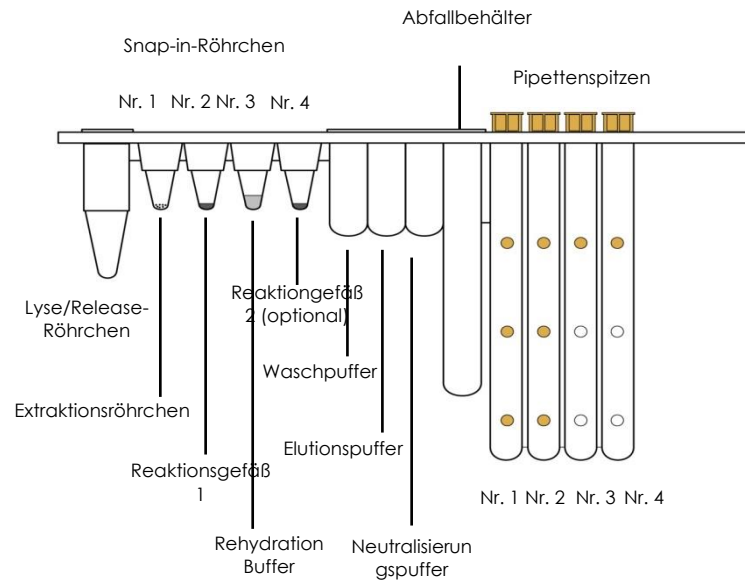 Abfallbehälter
Snap-in-Röhrchen
Pipettenspitzen
Nr. 1 Nr. 2 Nr. 3 Nr. 4
Lyse/Release-
Röhrchen
Reaktiongefäß
2 (optional)
Waschpuffer
Extraktionsröhrchen
Elutionspuffer
Reaktionsgefäß
1
Nr. 1 Nr. 2 Nr. 3 Nr. 4
Rehydration
Buffer
Neutralisierun
gspuffer